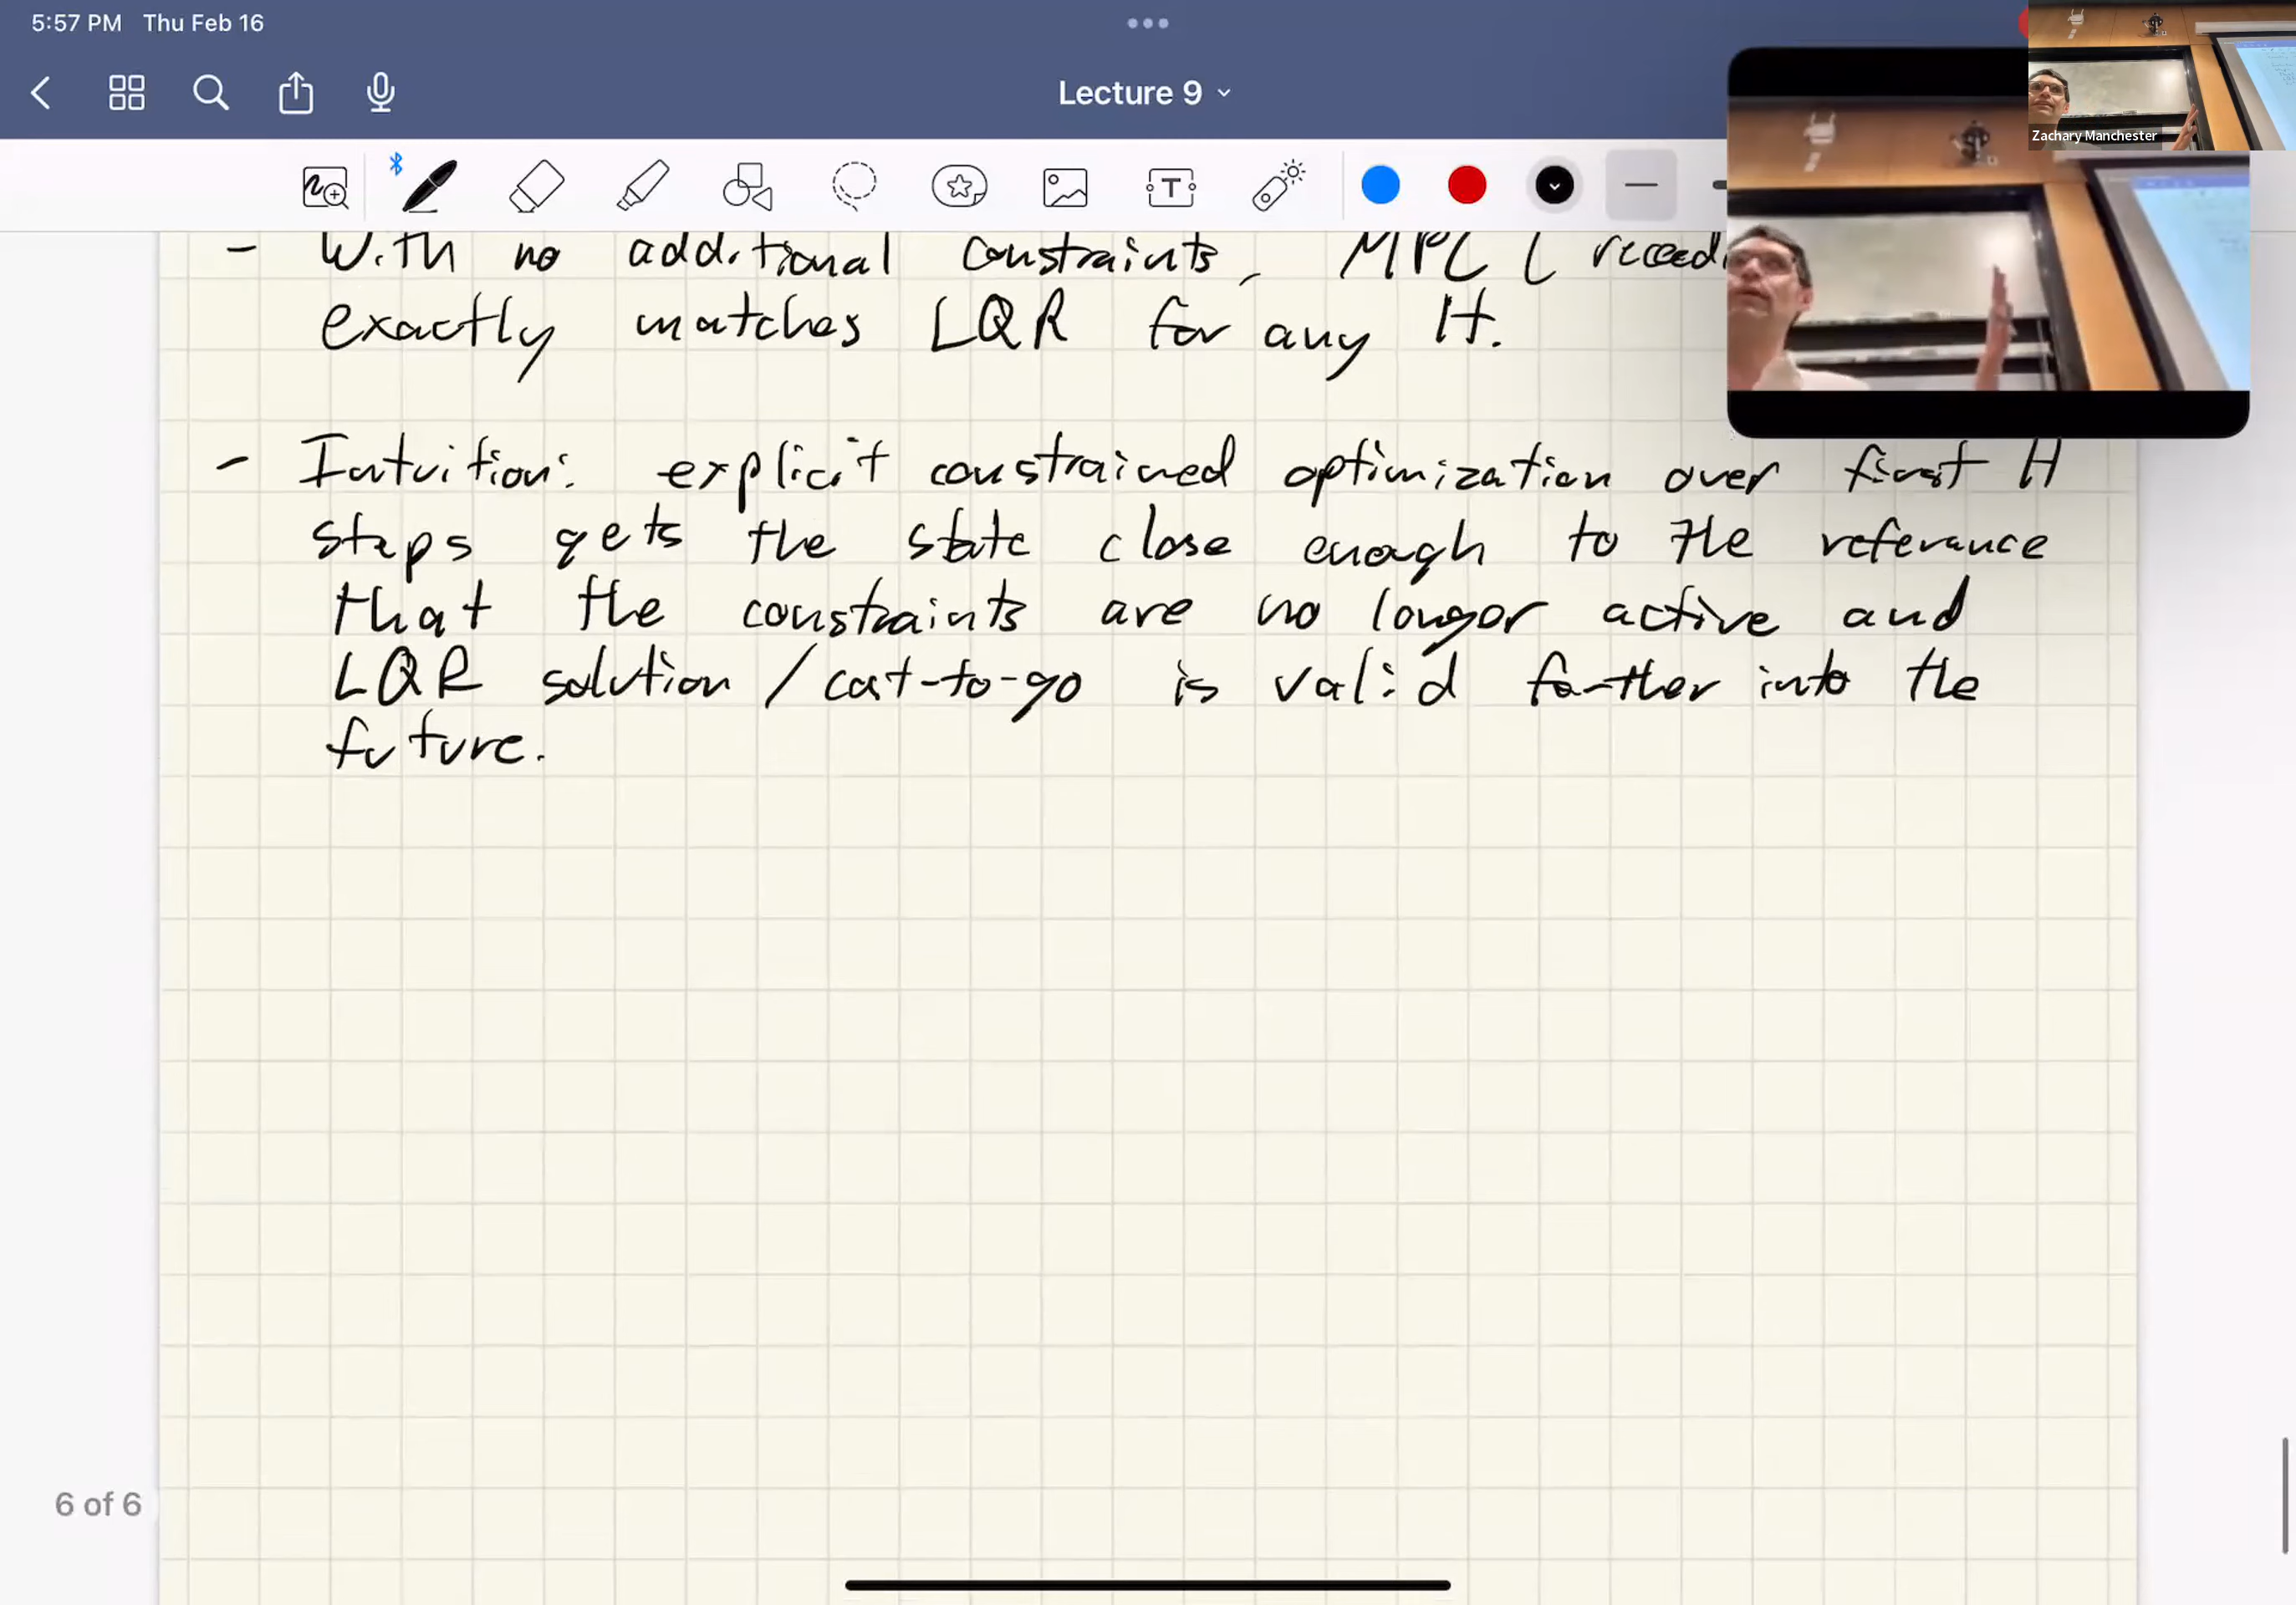 5:57 PM Thu Feb 16
Lecture 9
Zachary Manchester
- With no additional constraints, MPC (reced
exactly matches LQR for any H.
- Intuition: explicit constrained optimization over first H
steps gets the state close enough to the reference
that the constraints are no longer active and
LQR solution / cost-to-go is valid farther into the
future.
6 of 6